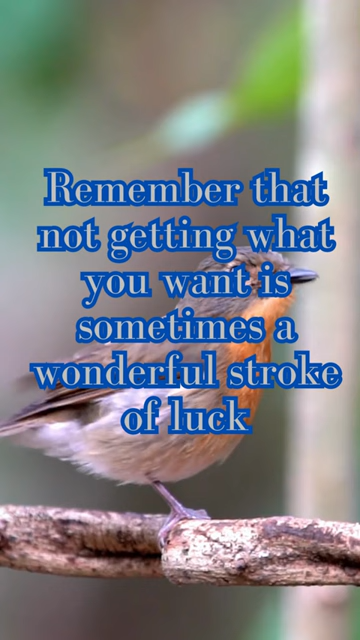 Remember that
not getting what
you want is
sometimes a
wonderful stroke
of luck